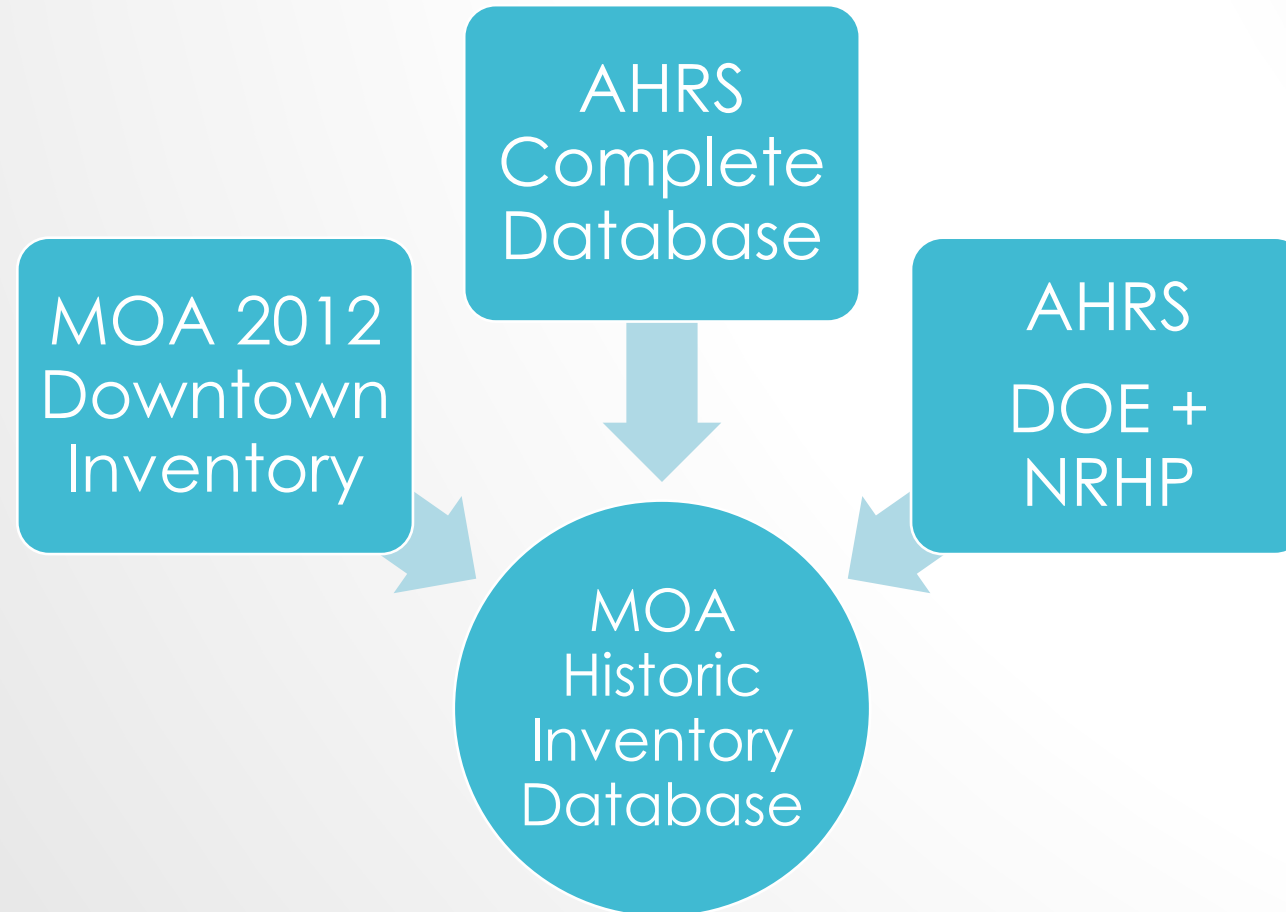 AHRS
Complete
Database
MOA 2012
Downtown
Inventory
AHRS
DOE +
NRHP
MOA
Historic
Inventory
Database